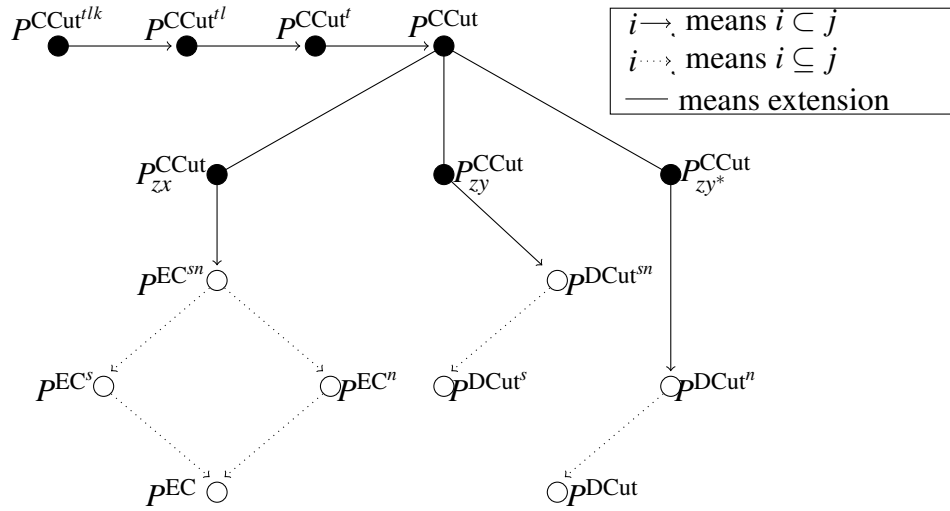 P^CCut^tlk P^CCut^tl P^CCut^t P^CCut
i → j means i ⊂ j
i ⇢ j means i ⊆ j
— means extension
P_zx^CCut P_zy^CCut P_zy*^CCut
P^EC^sn P^DCut^sn
P^EC^s P^EC^n P^DCut^s P^DCut^n
P^EC P^DCut